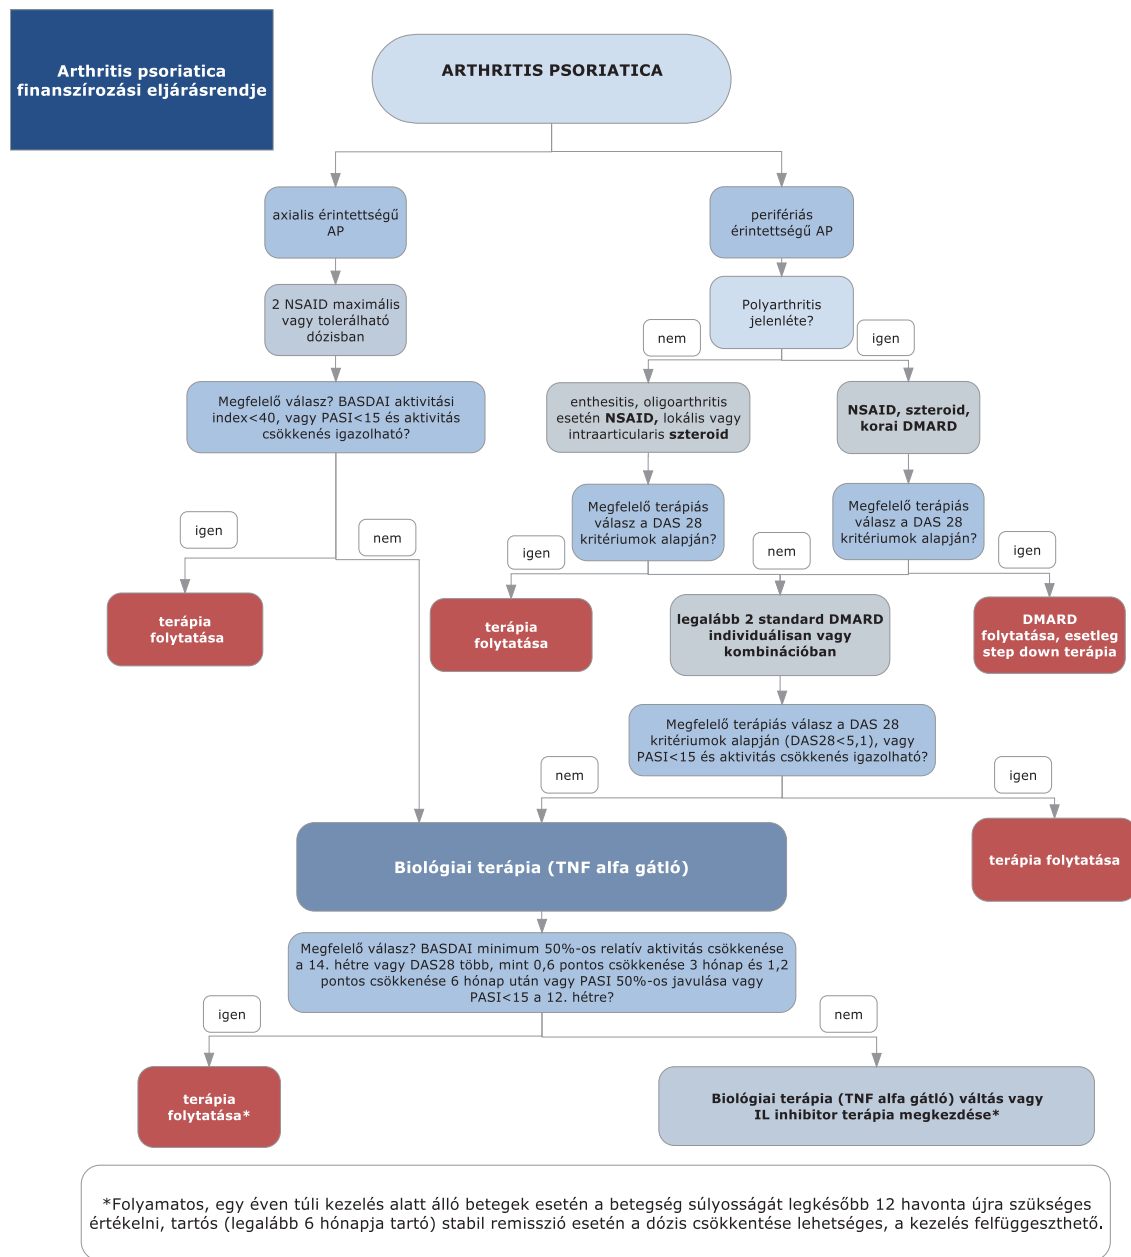 Arthritis psoriatica
finanszírozási eljárásrendje
ARTHRITIS PSORIATICA
axialis érintettségű
AP
perifériás
érintettségű AP
2 NSAID maximális
vagy tolerálható
dózisban
Polyarthritis
jelenléte?
nem
igen
Megfelelő válasz? BASDAI aktivitási
index<40, vagy PASI<15 és aktivitás
csökkenés igazolható?
enthesitis, oligoarthritis
esetén NSAID, lokális vagy
intraarticularis szteroid
NSAID, szteroid,
korai DMARD
Megfelelő terápiás
válasz a DAS 28
kritériumok alapján?
Megfelelő terápiás
válasz a DAS 28
kritériumok alapján?
igen
nem
igen
nem
igen
terápia
folytatása
terápia
folytatása
legalább 2 standard DMARD
individuálisan vagy
kombinációban
DMARD
folytatása, esetleg
step down terápia
Megfelelő terápiás válasz a DAS 28
kritériumok alapján (DAS28<5,1), vagy
PASI<15 és aktivitás csökkenés igazolható?
nem
igen
Biológiai terápia (TNF alfa gátló)
terápia folytatása
Megfelelő válasz? BASDAI minimum 50%-os relatív aktivitás csökkenése
a 14. hétre vagy DAS28 több, mint 0,6 pontos csökkenése 3 hónap és 1,2
pontos csökkenése 6 hónap után vagy PASI 50%-os javulása vagy
PASI<15 a 12. hétre?
igen
nem
terápia
folytatása*
Biológiai terápia (TNF alfa gátló) váltás vagy
IL inhibitor terápia megkezdése*
*Folyamatos, egy éven túli kezelés alatt álló betegek esetén a betegség súlyosságát legkésőbb 12 havonta újra szükséges
értékelni, tartós (legalább 6 hónapja tartó) stabil remisszió esetén a dózis csökkentése lehetséges, a kezelés felfüggeszthető.